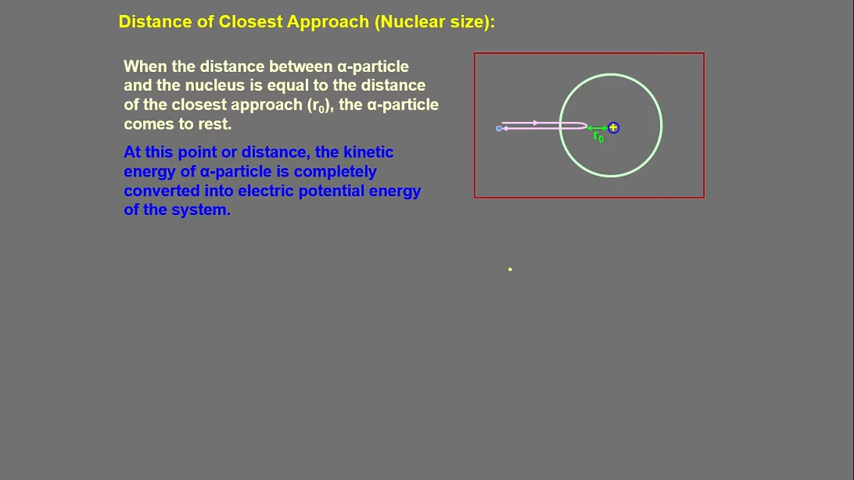 Distance of Closest Approach (Nuclear size):
When the distance between α-particle
and the nucleus is equal to the distance
of the closest approach (r₀), the α-particle
comes to rest.
At this point or distance, the kinetic
energy of α-particle is completely
converted into electric potential energy
of the system.
r₀
+